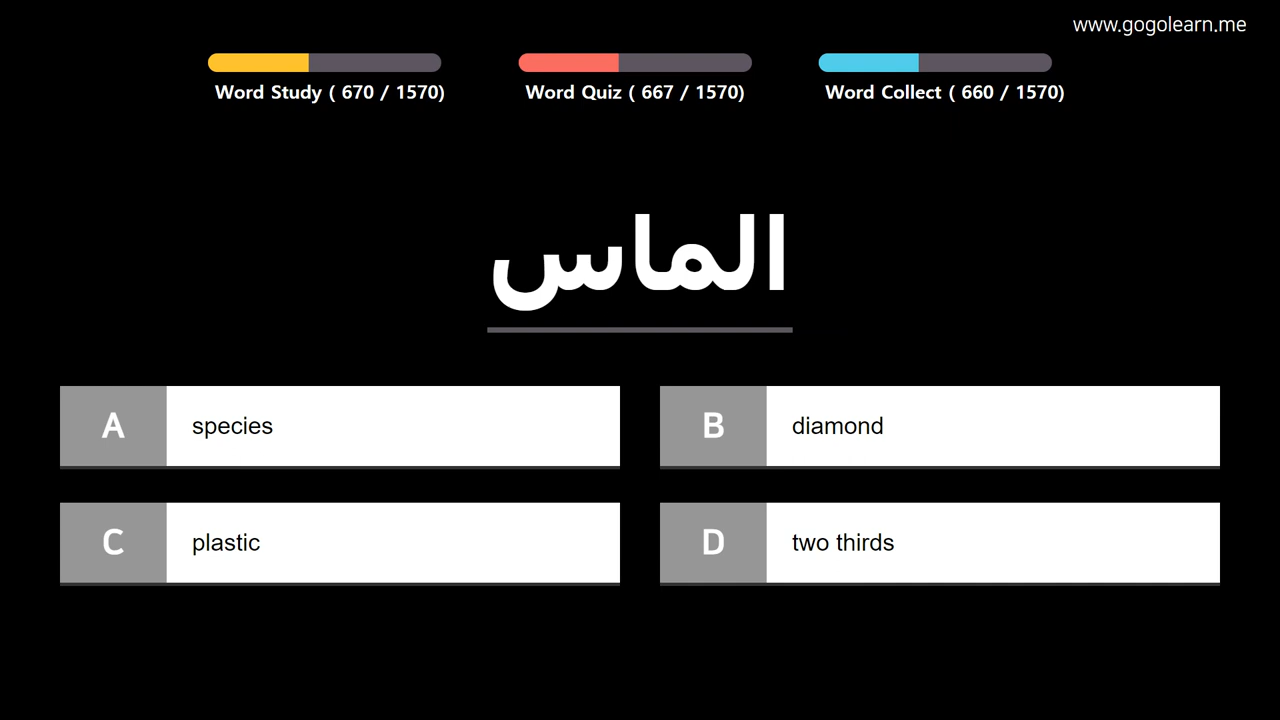 www.gogolearn.me
Word Study ( 670 / 1570)
Word Quiz ( 667 / 1570)
Word Collect ( 660 / 1570)
الماس
A species
B diamond
C plastic
D two thirds